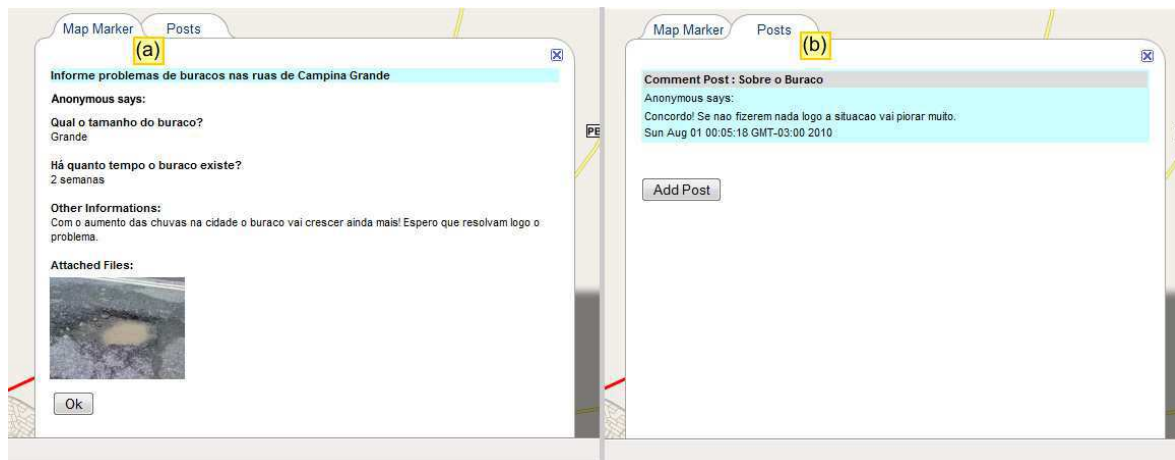 Map Marker Posts
(a)
Informe problemas de buracos nas ruas de Campina Grande
Anonymous says:
Qual o tamanho do buraco?
Grande
Há quanto tempo o buraco existe?
2 semanas
Other Informations:
Com o aumento das chuvas na cidade o buraco vai crescer ainda mais! Espero que resolvam logo o
problema.
Attached Files:
Ok
Map Marker Posts
(b)
Comment Post : Sobre o Buraco
Anonymous says:
Concordo! Se nao fizerem nada logo a situacao vai piorar muito.
Sun Aug 01 00:05:18 GMT-03:00 2010
Add Post
PB